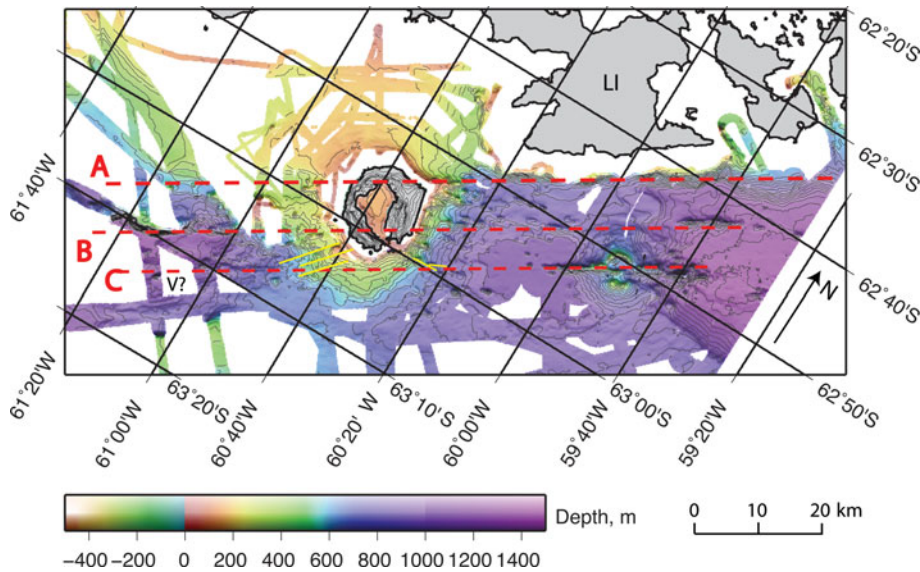 62°20'S
LI
A
62°30'S
61°40'W
B
C
V?
N
62°40'S
61°20'W
61°00'W
63°20'S
60°40'W
60°20' W
63°10' S
60°00'W
59°40'W
63°00'S
59°20'W
62°50'S
Depth, m
0 10 20 km
−400 −200 0 200 400 600 800 1000 1200 1400